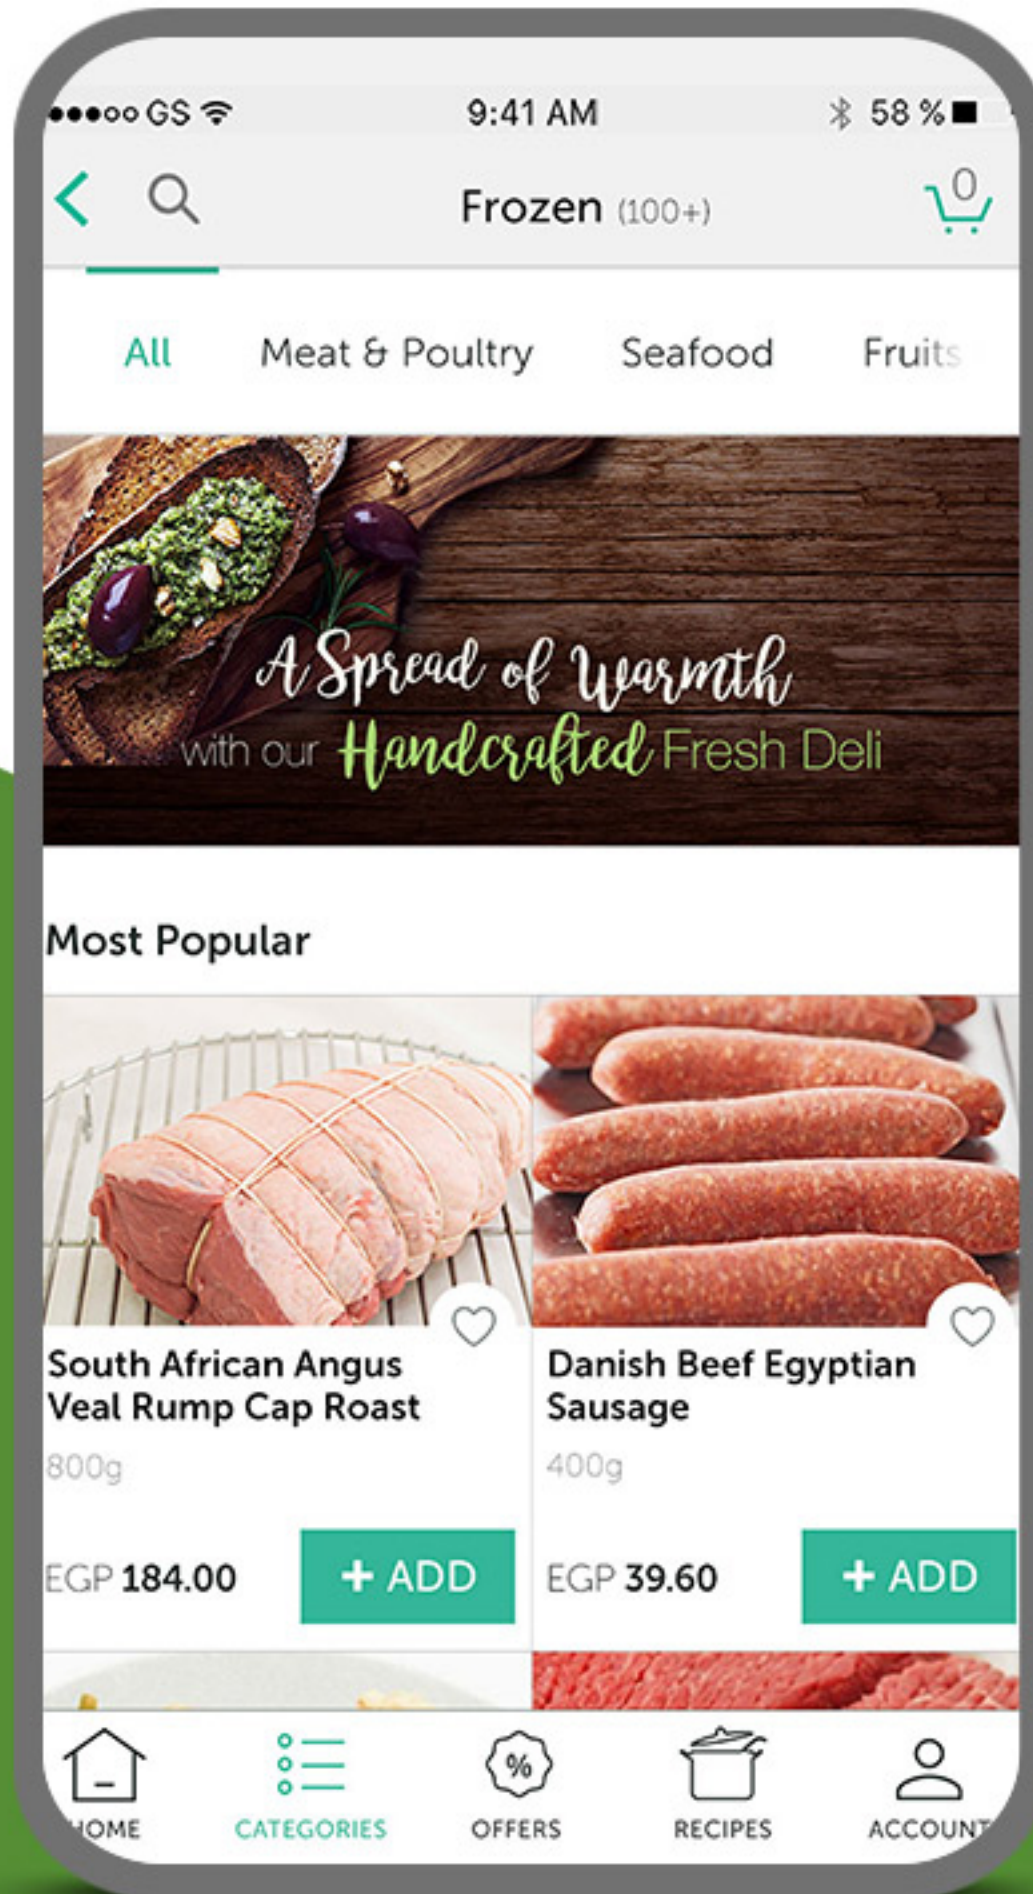 GS 9:41 AM 58 %
Frozen (100+) 0
All Meat & Poultry Seafood Fruits
A Spread of Warmth
with our Handcrafted Fresh Deli
Most Popular
South African Angus
Veal Rump Cap Roast
800g
EGP 184.00 + ADD
Danish Beef Egyptian
Sausage
400g
EGP 39.60 + ADD
HOME CATEGORIES % OFFERS RECIPES ACCOUNT